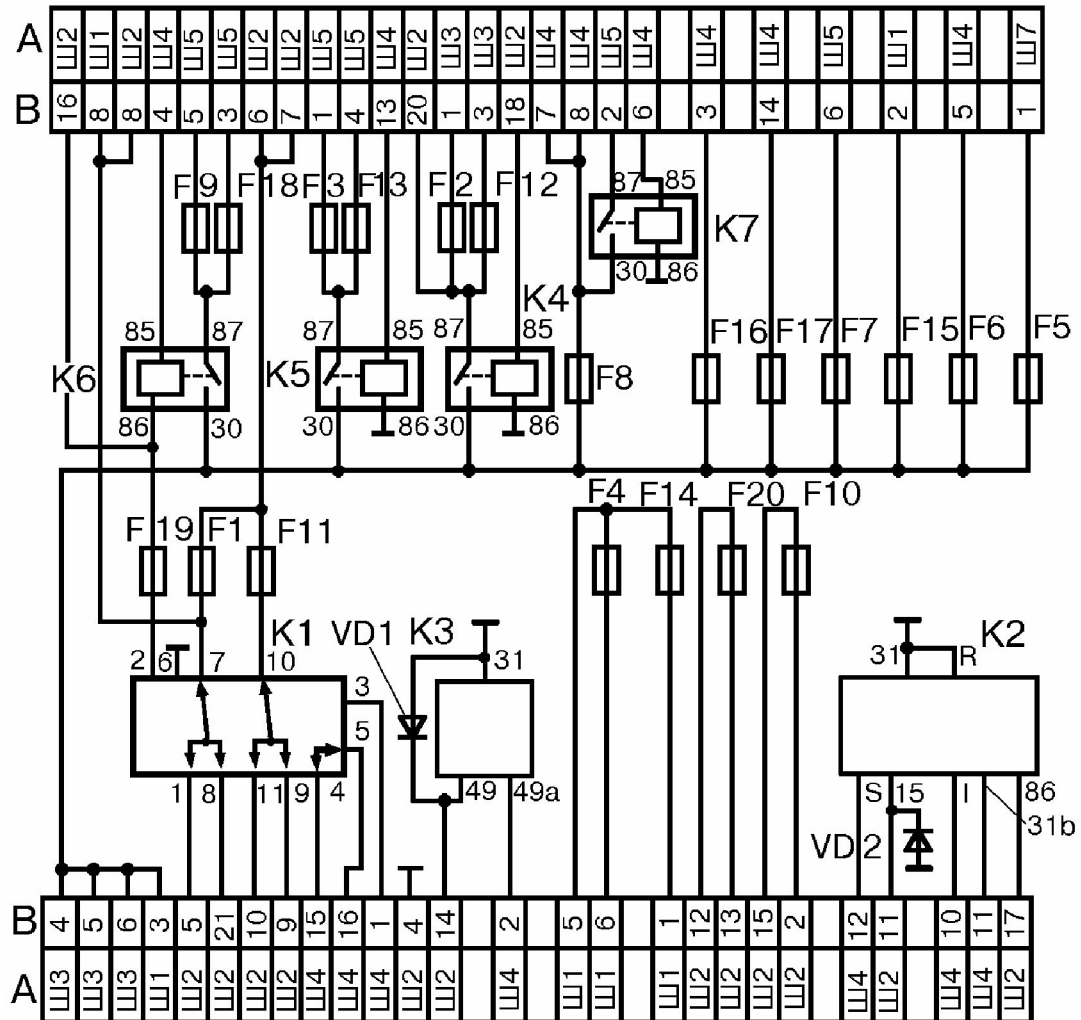 A Ш2 Ш1 Ш2 Ш4 Ш5 Ш5 Ш2 Ш2 Ш5 Ш5 Ш4 Ш2 Ш3 Ш3 Ш2 Ш4 Ш4 Ш5 Ш4 Ш4 Ш4 Ш5 Ш1 Ш4 Ш7
B 16 8 8 4 5 3 6 7 1 4 13 20 1 3 18 7 8 2 6 3 14 6 2 5 1
F9 F18 F3 F13 F2 F12 87 85
K7
30 86
K4
85 87 87 85 87 85 F16 F17 F7 F15 F6 F5
K6 K5 F8
86 30 30 86 30 86
F4 F14 F20 F10
F19 F1 F11
K1 VD1 K3 K2
2 6 7 10 31 31 R
3
5
1 8 11 9 4 49 49a S 15 I 86
31b
VD2
B 4 5 6 3 5 21 10 9 15 16 1 4 14 2 5 6 1 12 13 15 2 12 11 10 11 17
A Ш3 Ш3 Ш3 Ш1 Ш2 Ш2 Ш2 Ш2 Ш4 Ш4 Ш4 Ш2 Ш2 Ш4 Ш1 Ш1 Ш1 Ш2 Ш2 Ш2 Ш2 Ш4 Ш2 Ш4 Ш4 Ш2